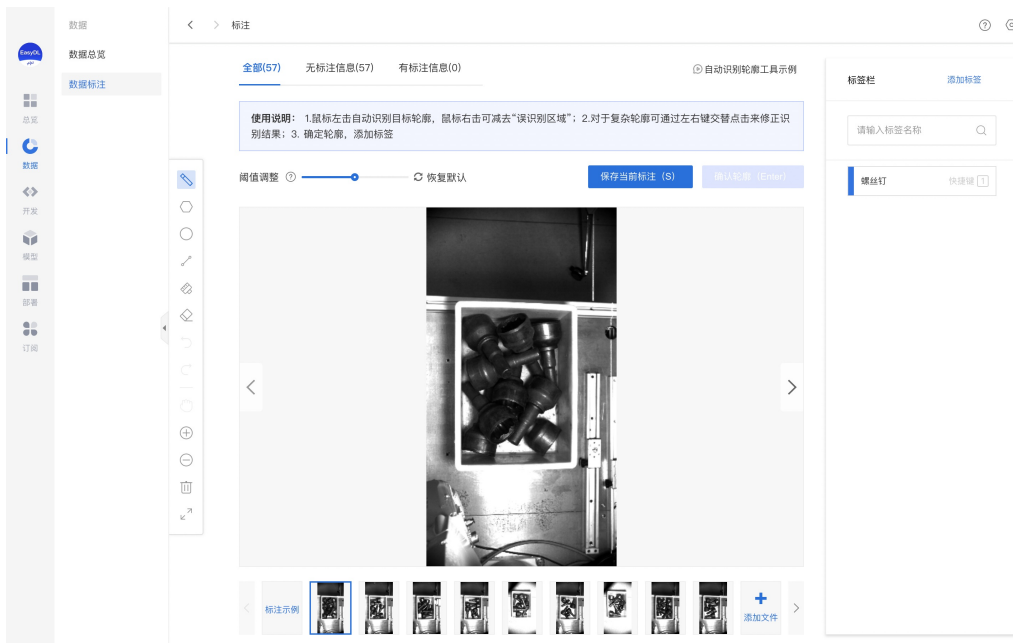 EasyDL
总览
数据
开发
模型
部署
订阅
数据
数据总览
数据标注
标注
全部(57)
无标注信息(57)
有标注信息(0)
自动识别轮廓工具示例
使用说明： 1.鼠标左击自动识别目标轮廓，鼠标右击可减去“误识别区域”；2.对于复杂轮廓可通过左右键交替点击来修正识
别结果；3. 确定轮廓，添加标签
阈值调整
恢复默认
保存当前标注（S）
确认轮廓（Enter）
标注示例
添加文件
标签栏
添加标签
请输入标签名称
螺丝钉
快捷键 1